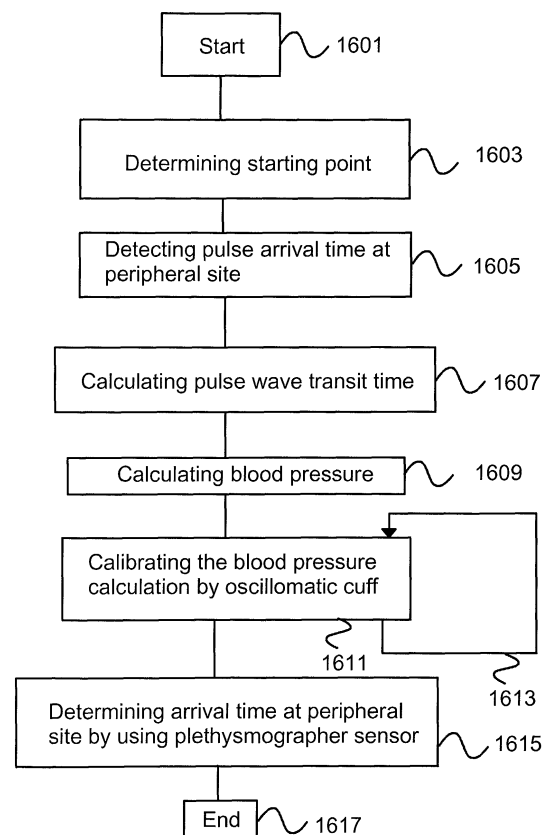 Start
1601
Determining starting point
1603
Detecting pulse arrival time at
peripheral site
1605
Calculating pulse wave transit time
1607
Calculating blood pressure
1609
Calibrating the blood pressure
calculation by oscillomatic cuff
1611
1613
Determining arrival time at peripheral
site by using plethysmographer sensor
1615
End
1617